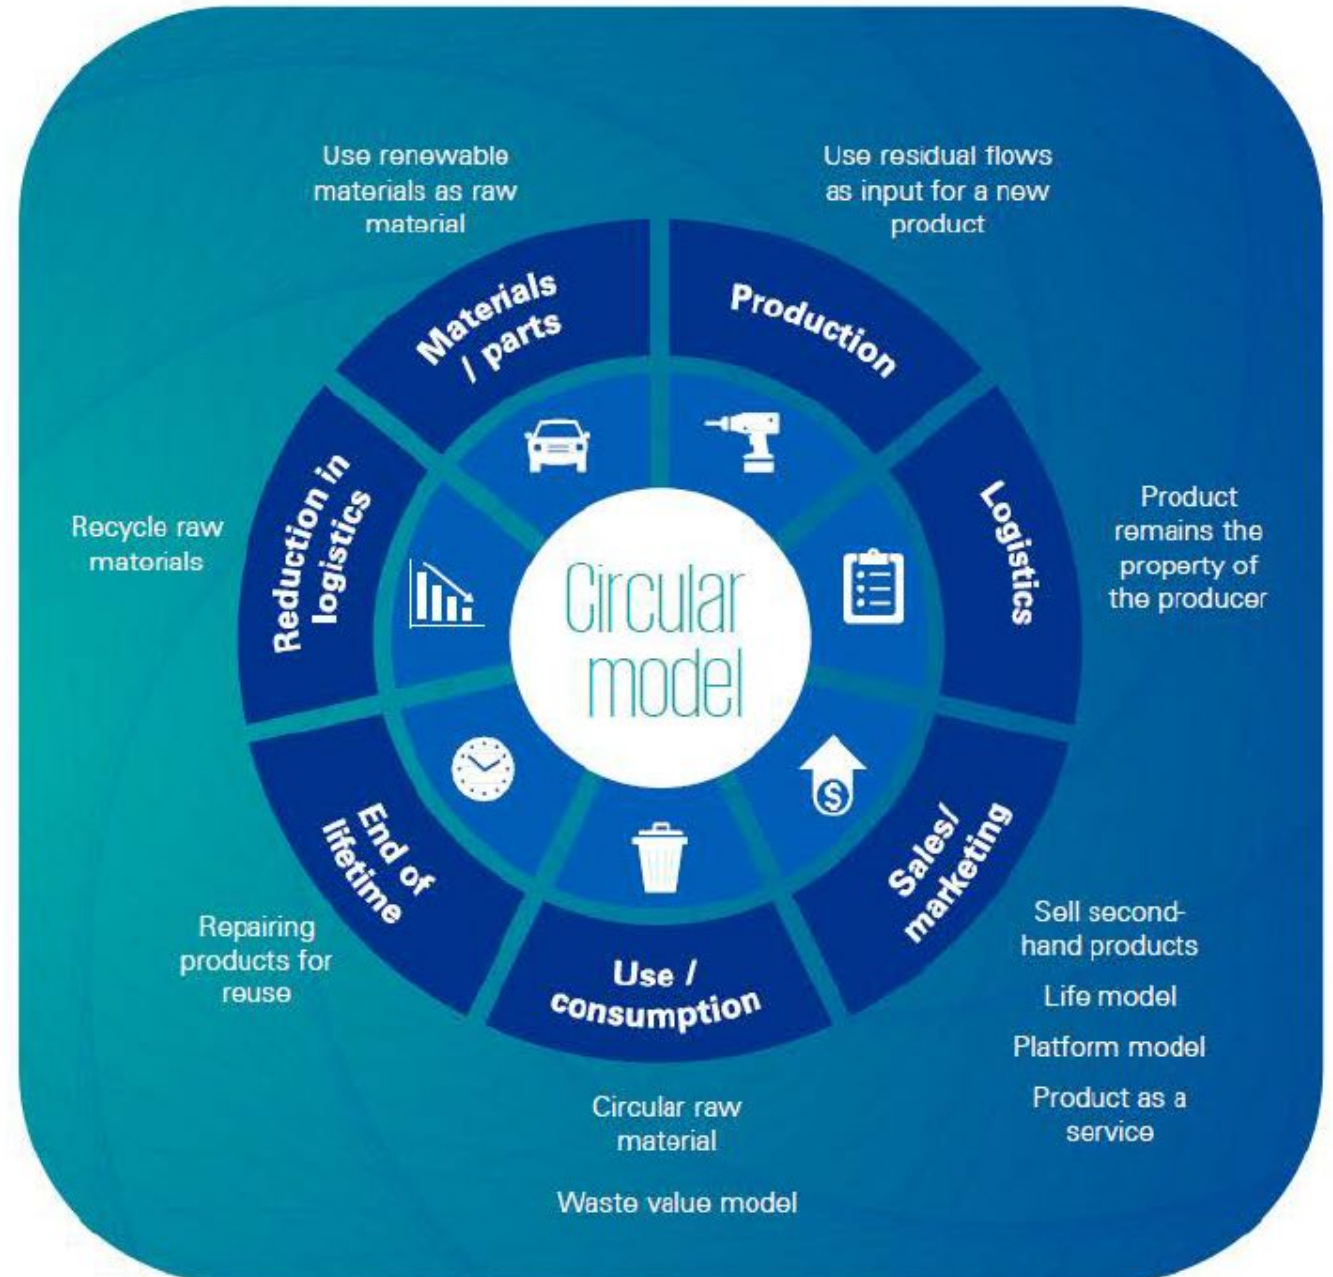 Use renewable
materials as raw
material
Use residual flows
as input for a new
product
Materials
/ parts
Production
Reduction in
logistics
Logistics
Recycle raw
materials
Product
remains the
property of
the producer
Circular
model
$
End of
lifetime
Sales/
marketing
Use /
consumption
Repairing
products for
reuse
Sell second-
hand products
Life model
Platform model
Product as a
service
Circular raw
material
Waste value model